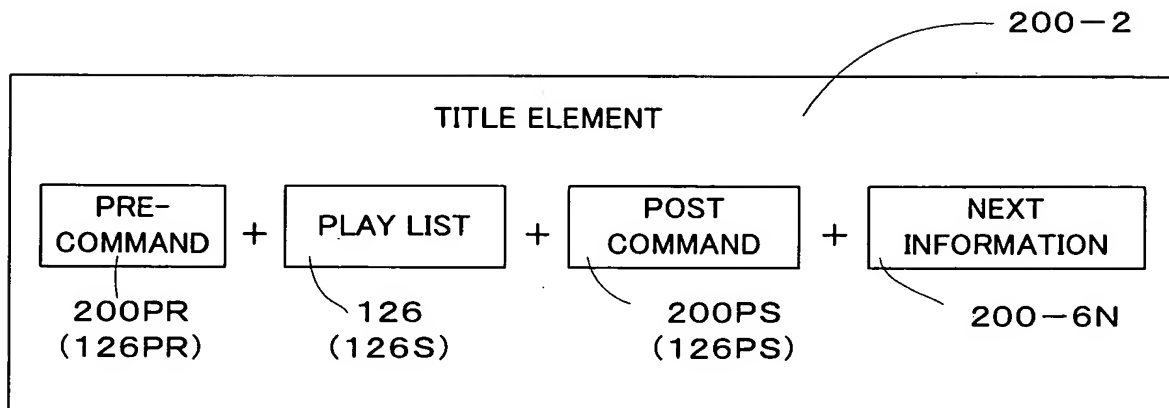 200-2
TITLE ELEMENT
PRE-
COMMAND
+
PLAY LIST
+
POST
COMMAND
+
NEXT
INFORMATION
200PR
(126PR)
126
(126S)
200PS
(126PS)
200-6N